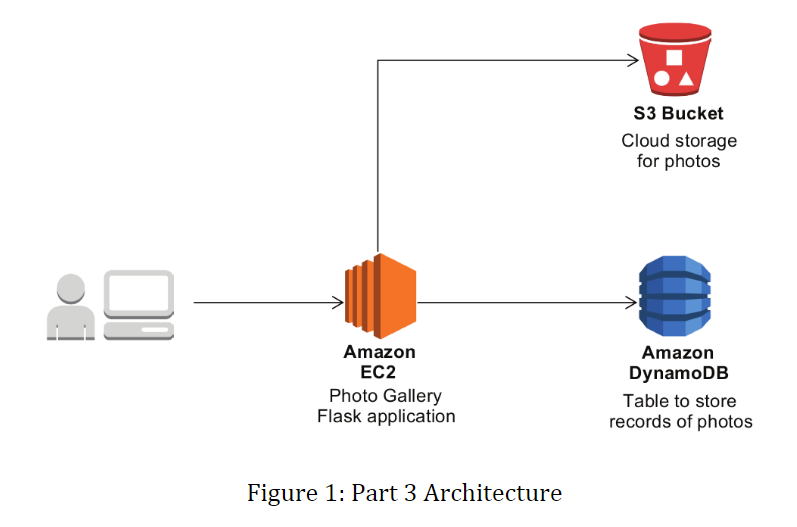 S3 Bucket
Cloud storage
for photos
Amazon
EC2
Photo Gallery
Flask application
Amazon
DynamoDB
Table to store
records of photos
Figure 1: Part 3 Architecture